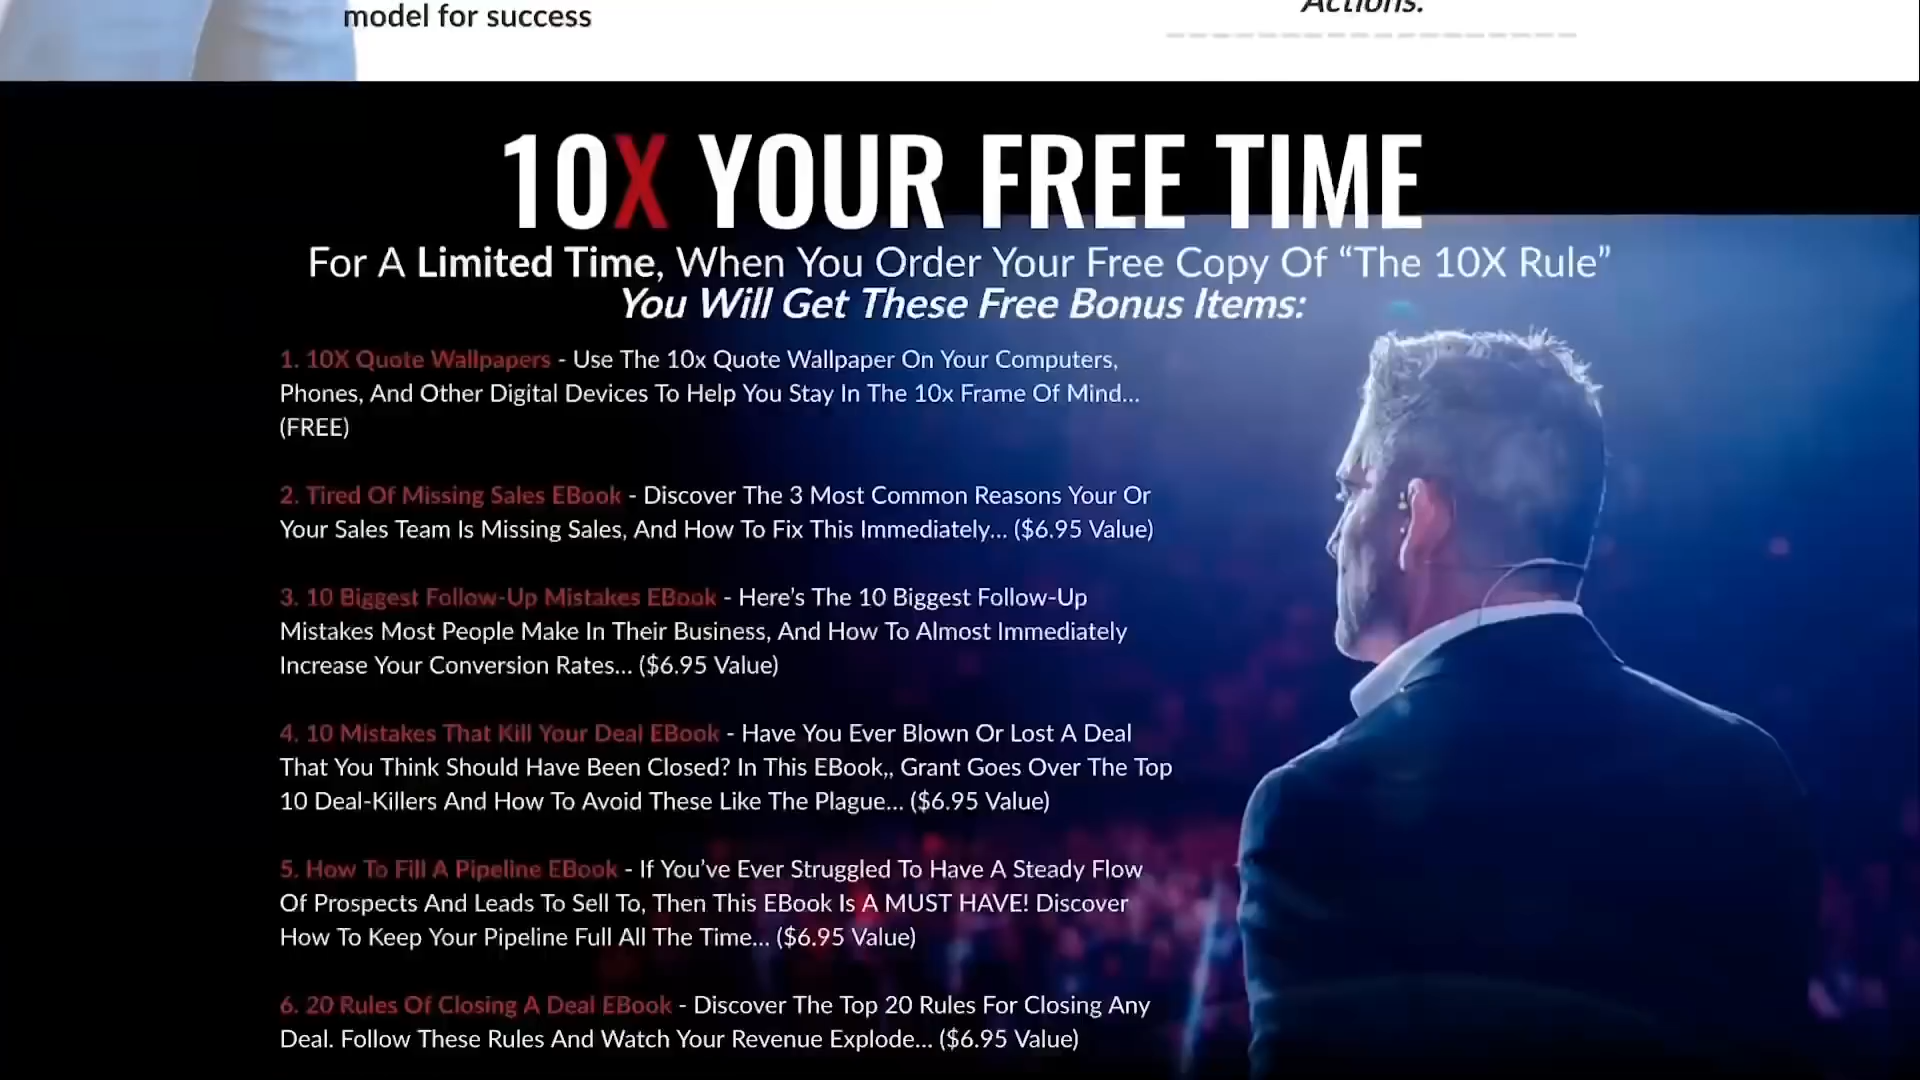 model for success
Actions.
10X YOUR FREE TIME
For A Limited Time, When You Order Your Free Copy Of “The 10X Rule”
You Will Get These Free Bonus Items:
1. 10X Quote Wallpapers - Use The 10x Quote Wallpaper On Your Computers,
Phones, And Other Digital Devices To Help You Stay In The 10x Frame Of Mind...
(FREE)
2. Tired Of Missing Sales EBook - Discover The 3 Most Common Reasons Your Or
Your Sales Team Is Missing Sales, And How To Fix This Immediately... ($6.95 Value)
3. 10 Biggest Follow-Up Mistakes EBook - Here’s The 10 Biggest Follow-Up
Mistakes Most People Make In Their Business, And How To Almost Immediately
Increase Your Conversion Rates... ($6.95 Value)
4. 10 Mistakes That Kill Your Deal EBook - Have You Ever Blown Or Lost A Deal
That You Think Should Have Been Closed? In This EBook,, Grant Goes Over The Top
10 Deal-Killers And How To Avoid These Like The Plague... ($6.95 Value)
5. How To Fill A Pipeline EBook - If You’ve Ever Struggled To Have A Steady Flow
Of Prospects And Leads To Sell To, Then This EBook Is A MUST HAVE! Discover
How To Keep Your Pipeline Full All The Time... ($6.95 Value)
6. 20 Rules Of Closing A Deal EBook - Discover The Top 20 Rules For Closing Any
Deal. Follow These Rules And Watch Your Revenue Explode... ($6.95 Value)